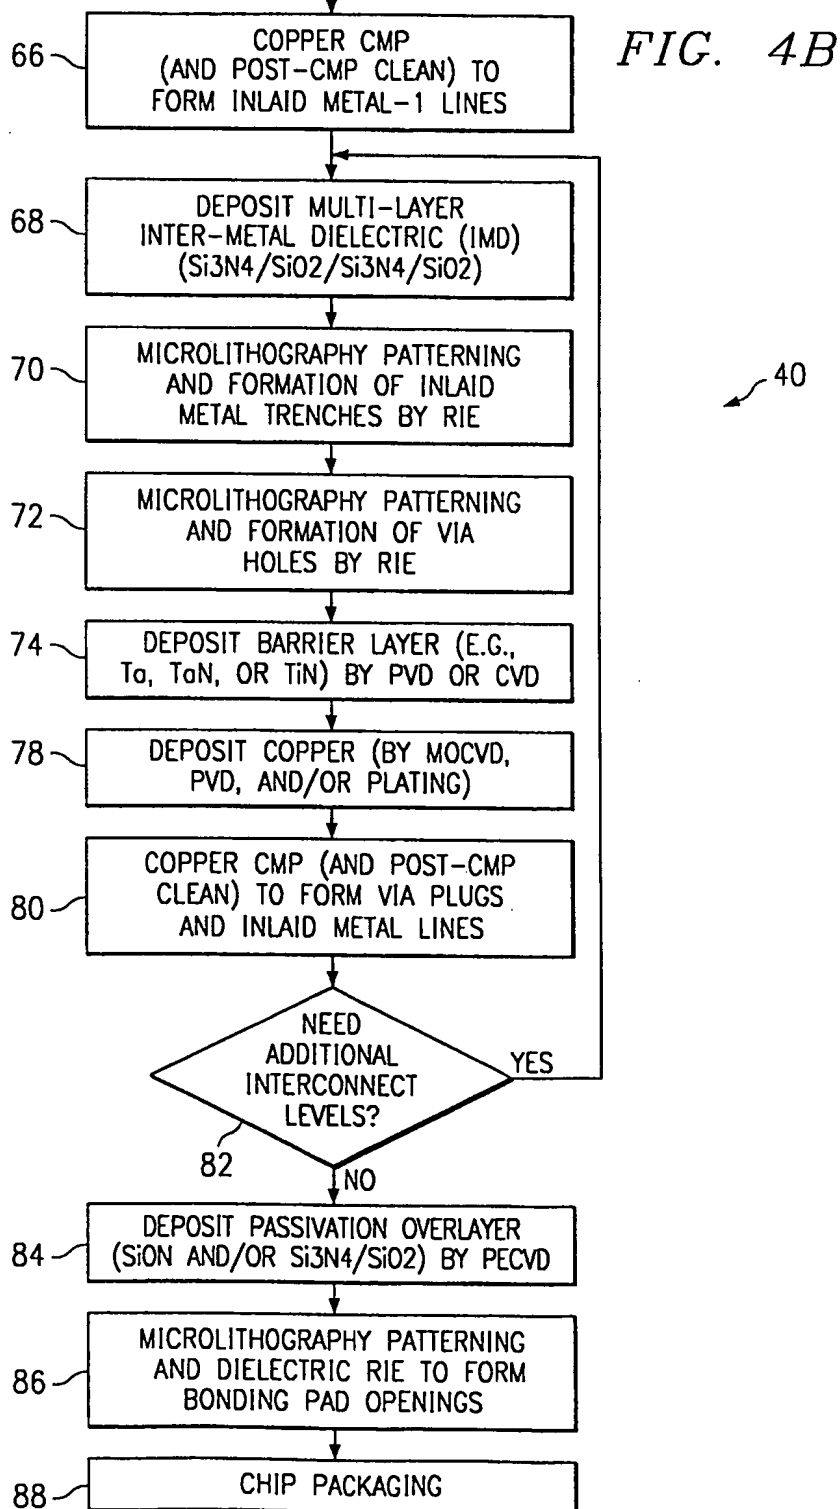 FIG. 4B
66
COPPER CMP
(AND POST-CMP CLEAN) TO
FORM INLAID METAL-1 LINES
68
DEPOSIT MULTI-LAYER
INTER-METAL DIELECTRIC (IMD)
(Si3N4/SiO2/Si3N4/SiO2)
70
MICROLITHOGRAPHY PATTERNING
AND FORMATION OF INLAID
METAL TRENCHES BY RIE
40
72
MICROLITHOGRAPHY PATTERNING
AND FORMATION OF VIA
HOLES BY RIE
74
DEPOSIT BARRIER LAYER (E.G.,
Ta, TaN, OR TiN) BY PVD OR CVD
78
DEPOSIT COPPER (BY MOCVD,
PVD, AND/OR PLATING)
80
COPPER CMP (AND POST-CMP
CLEAN) TO FORM VIA PLUGS
AND INLAID METAL LINES
NEED
ADDITIONAL
INTERCONNECT
LEVELS?
YES
82
NO
84
DEPOSIT PASSIVATION OVERLAYER
(SiON AND/OR Si3N4/SiO2) BY PECVD
86
MICROLITHOGRAPHY PATTERNING
AND DIELECTRIC RIE TO FORM
BONDING PAD OPENINGS
88
CHIP PACKAGING